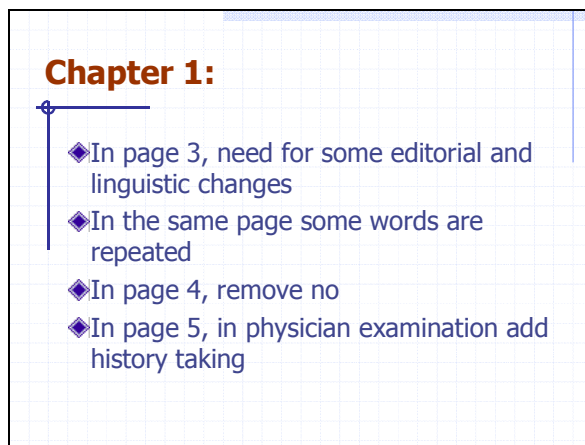 Chapter 1:
In page 3, need for some editorial and
linguistic changes
In the same page some words are
repeated
In page 4, remove no
In page 5, in physician examination add
history taking